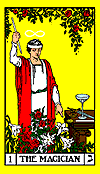 1 THE MAGICIAN ב